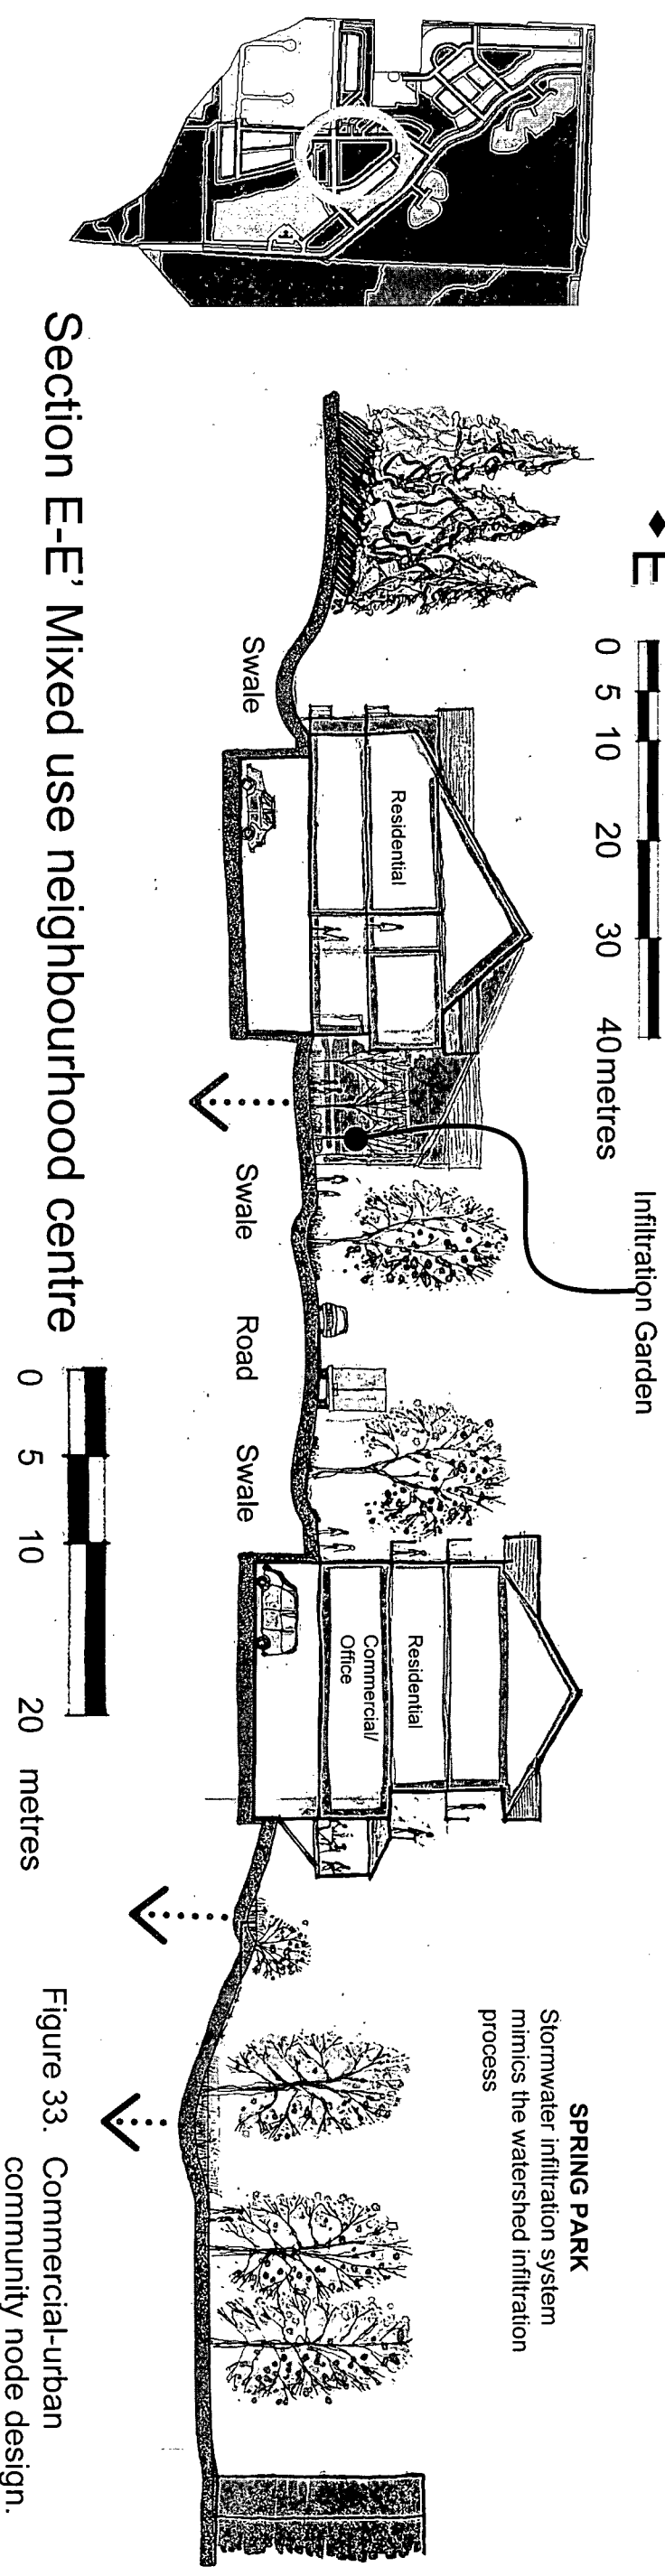 ♦ E
0 5 10 20 30 40 metres
Infiltration Garden
SPRING PARK
Stormwater infiltration system
mimics the watershed infiltration
process
Residential
Residential
Commercial/
Office
Swale
Swale
Road
Swale
Section E-E’ Mixed use neighbourhood centre
0 5 10 20 metres
Figure 33. Commercial-urban
community node design.